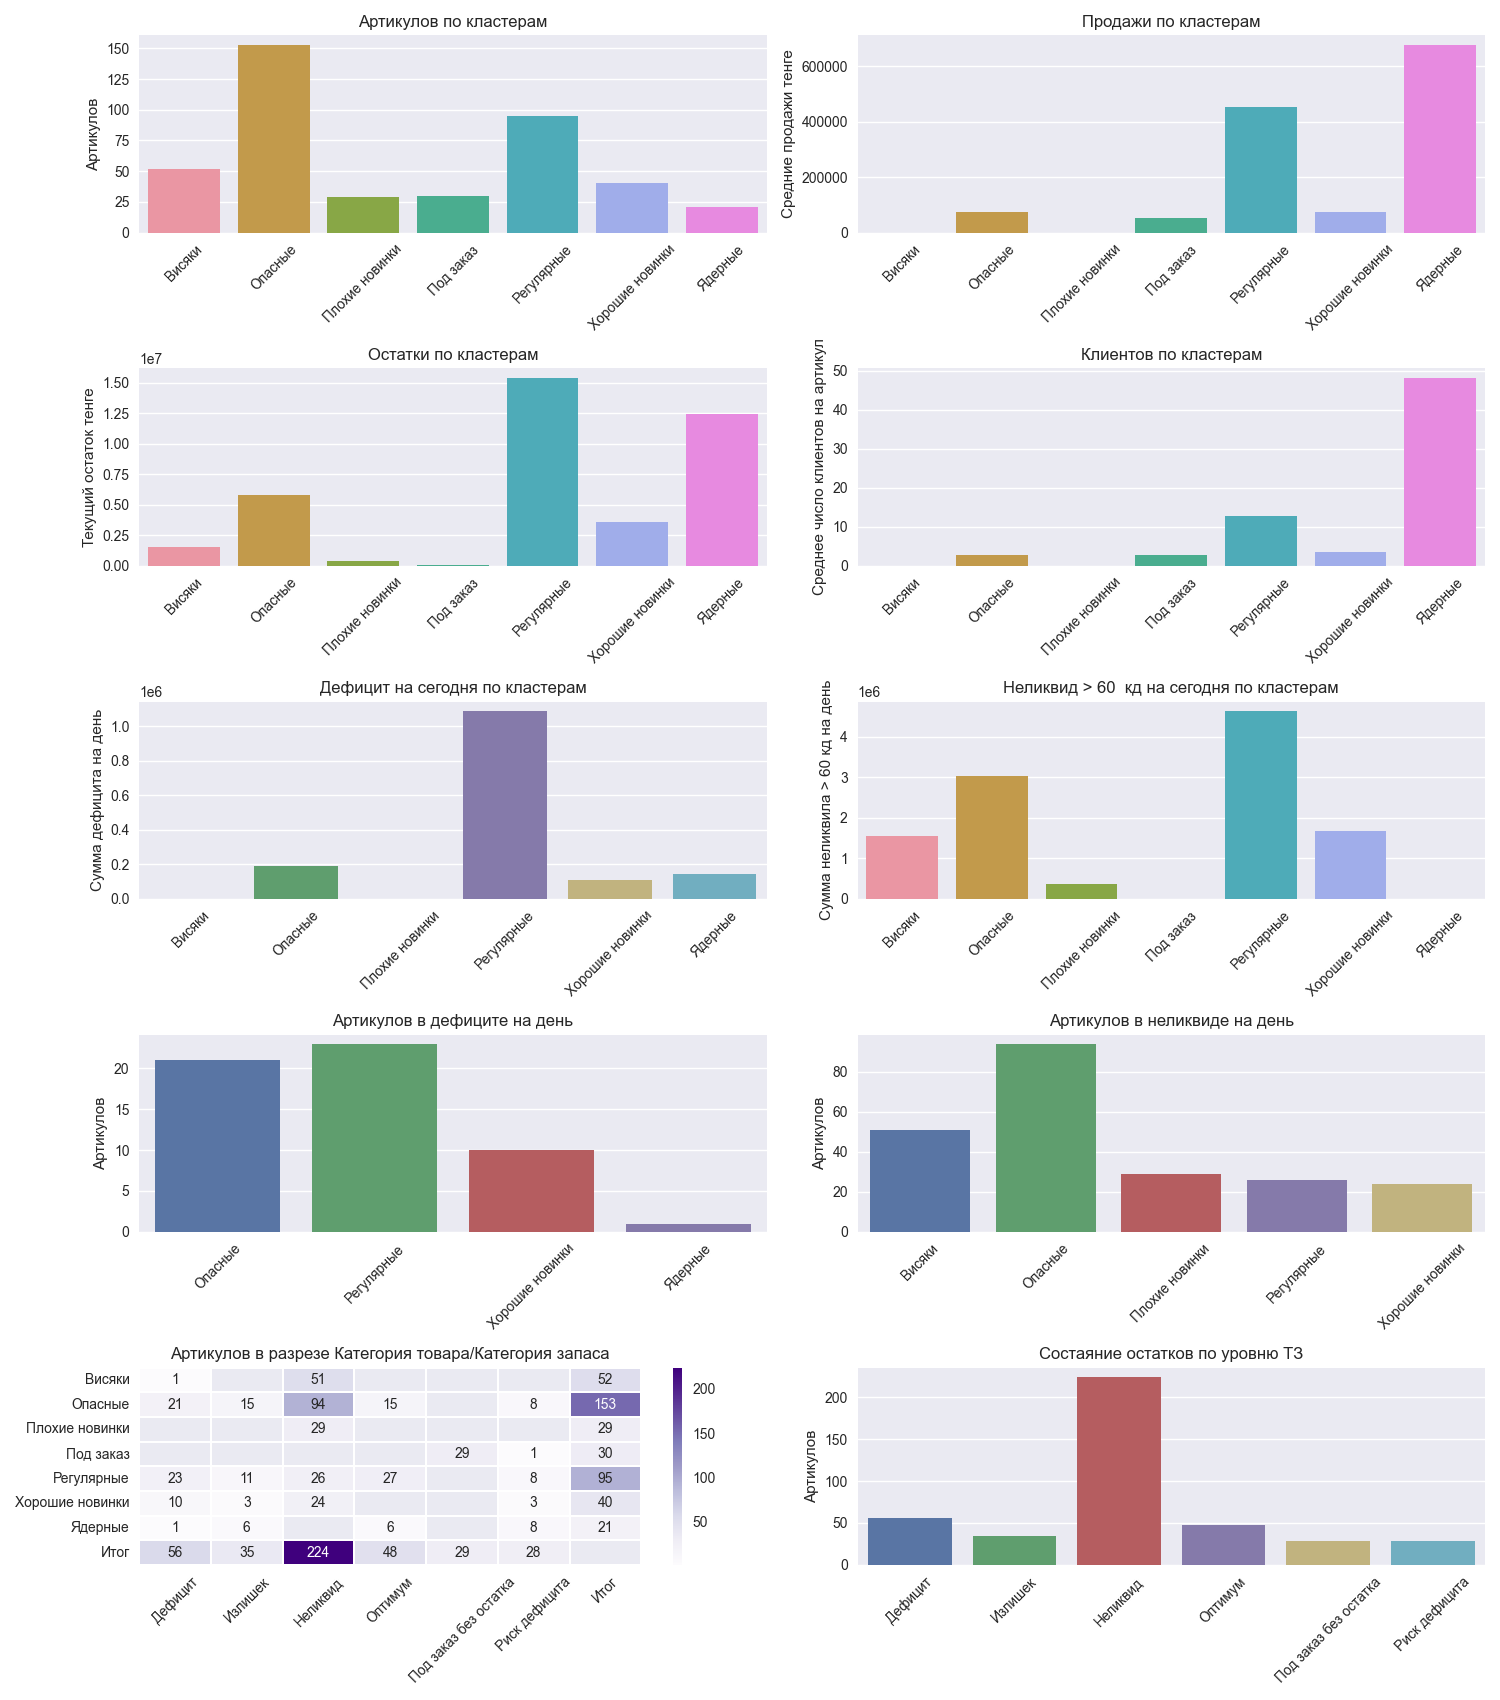 Артикулов по кластерам
Артикулов
150
125
100
75
50
25
0
Висяки
Опасные
Плохие новинки
Под заказ
Регулярные
Хорошие новинки
Ядерные
Продажи по кластерам
Средние продажи тенге
600000
400000
200000
0
Висяки
Опасные
Плохие новинки
Под заказ
Регулярные
Хорошие новинки
Ядерные
Остатки по кластерам
1e7
Текущий остаток тенге
1.50
1.25
1.00
0.75
0.50
0.25
0.00
Висяки
Опасные
Плохие новинки
Под заказ
Регулярные
Хорошие новинки
Ядерные
Клиентов по кластерам
Среднее число клиентов на артикул
50
40
30
20
10
0
Висяки
Опасные
Плохие новинки
Под заказ
Регулярные
Хорошие новинки
Ядерные
Дефицит на сегодня по кластерам
1e6
Сумма дефицита на день
1.0
0.8
0.6
0.4
0.2
0.0
Висяки
Опасные
Плохие новинки
Регулярные
Хорошие новинки
Ядерные
Неликвид > 60 кд на сегодня по кластерам
1e6
Сумма неликвила > 60 кд на день
4
3
2
1
0
Висяки
Опасные
Плохие новинки
Под заказ
Регулярные
Хорошие новинки
Ядерные
Артикулов в дефиците на день
Артикулов
20
15
10
5
0
Опасные
Регулярные
Хорошие новинки
Ядерные
Артикулов в неликвиде на день
Артикулов
80
60
40
20
0
Висяки
Опасные
Плохие новинки
Регулярные
Хорошие новинки
Артикулов в разрезе Категория товара/Категория запаса
Висяки 1 51 52
Опасные 21 15 94 15 8 153
Плохие новинки 29 29
Под заказ 29 1 30
Регулярные 23 11 26 27 8 95
Хорошие новинки 10 3 24 3 40
Ядерные 1 6 6 8 21
Итог 56 35 224 48 29 28
Дефицит
Излишек
Неликвид
Оптимум
Под заказ без остатка
Риск дефицита
Итог
200
150
100
50
Состаяние остатков по уровню ТЗ
Артикулов
200
150
100
50
0
Дефицит
Излишек
Неликвид
Оптимум
Под заказ без остатка
Риск дефицита